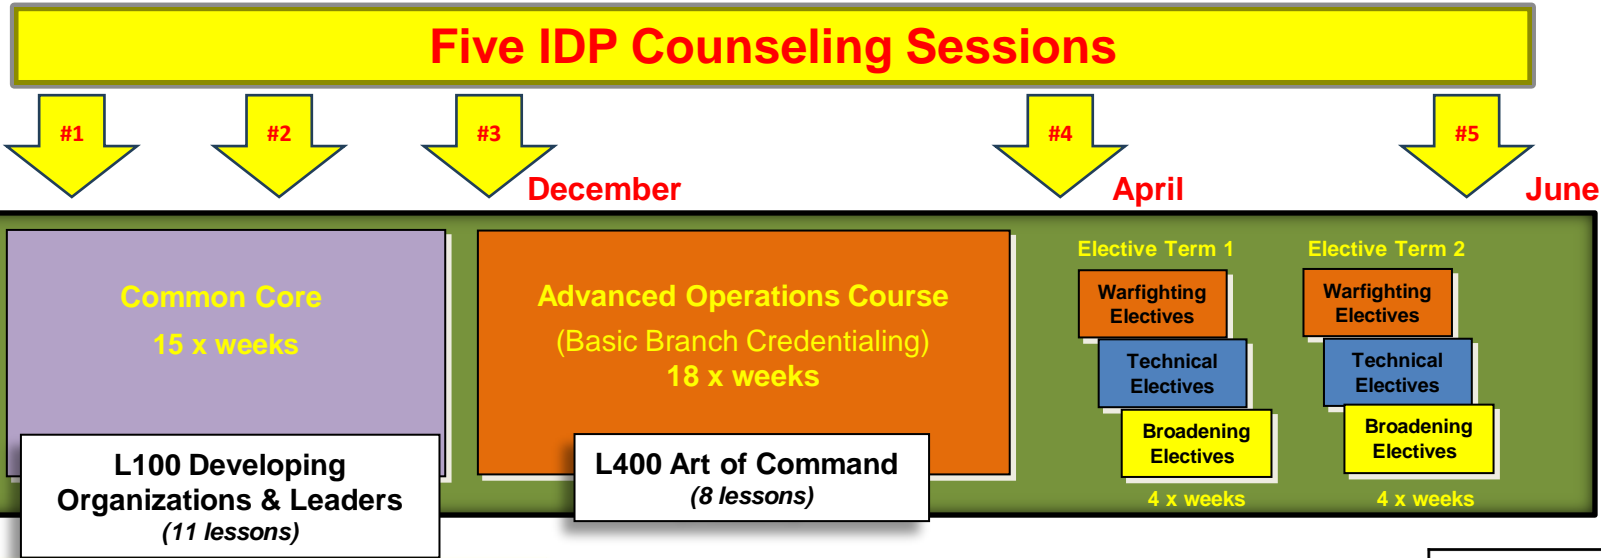 Five IDP Counseling Sessions
#1
#2
#3
#4
#5
December
April
June
Common Core
15 x weeks
L100 Developing
Organizations & Leaders
(11 lessons)
Advanced Operations Course
(Basic Branch Credentialing)
18 x weeks
L400 Art of Command
(8 lessons)
Elective Term 1
Warfighting
Electives
Technical
Electives
Broadening
Electives
4 x weeks
Elective Term 2
Warfighting
Electives
Technical
Electives
Broadening
Electives
4 x weeks